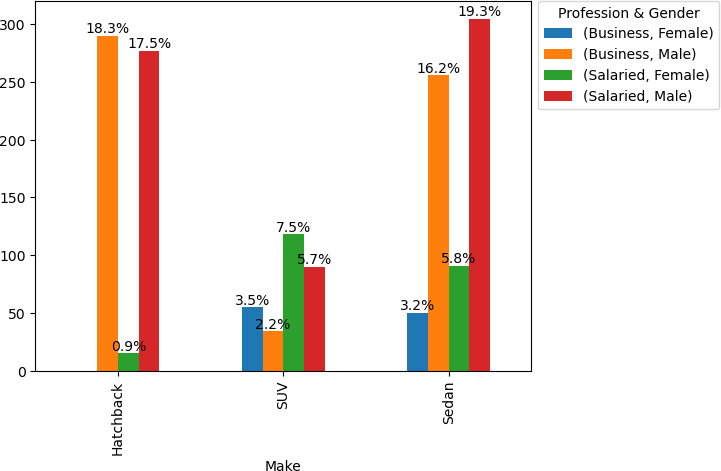 Profession & Gender
(Business, Female)
(Business, Male)
(Salaried, Female)
(Salaried, Male)
300
250
200
150
100
50
0
18.3%
0.9%
17.5%
3.5%
2.2%
7.5%
5.7%
3.2%
16.2%
5.8%
19.3%
Hatchback
SUV
Sedan
Make